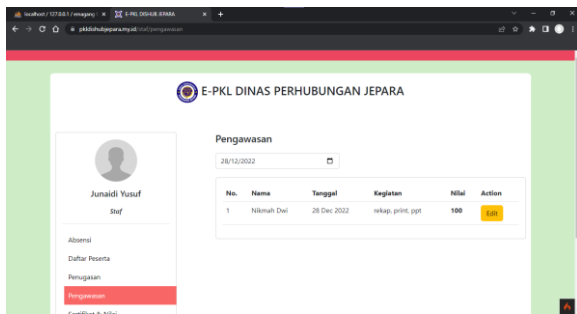 localhost / 127.0.0.1 / emagang
E-PKL DISHUB JEPARA
pkldishubjepara.my.id/staf/pengawasan
E-PKL DINAS PERHUBUNGAN JEPARA
Junaidi Yusuf
Staf
Absensi
Daftar Peserta
Penugasan
Pengawasan
Sertifikat & Nilai
Pengawasan
28/12/2022
No. Nama Tanggal Kegiatan Nilai Action
1 Nikmah Dwi 28 Dec 2022 rekap, print, ppt 100 Edit